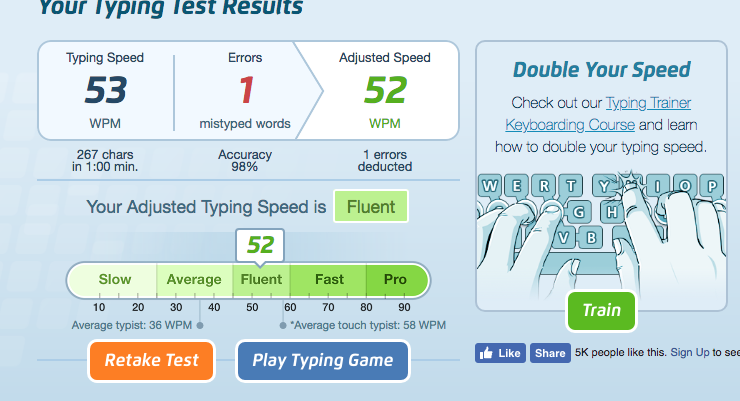 Your Typing Test Results
Typing Speed
53
WPM
Errors
1
mistyped words
Adjusted Speed
52
WPM
267 chars
in 1:00 min.
Accuracy
98%
1 errors
deducted
Your Adjusted Typing Speed is Fluent
52
Slow Average Fluent Fast Pro
10 20 30 40 50 60 70 80 90
Average typist: 36 WPM
*Average touch typist: 58 WPM
Retake Test
Play Typing Game
Double Your Speed
Check out our Typing Trainer
Keyboarding Course and learn
how to double your typing speed.
W E R T Y I O P
G H
V B
Train
Like Share 5K people like this. Sign Up to see